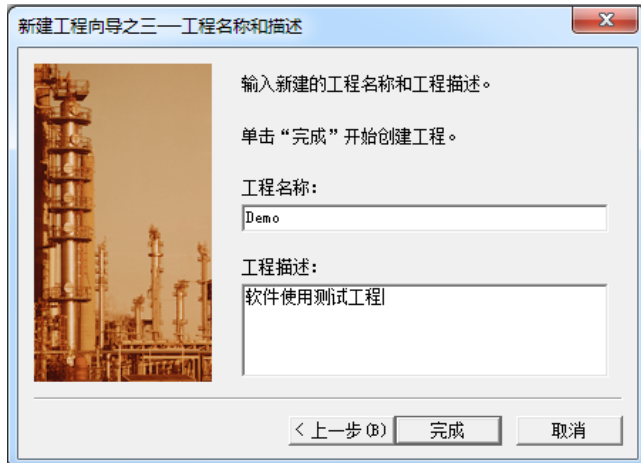 新建工程向导之三——工程名称和描述
输入新建的工程名称和工程描述。
单击“完成”开始创建工程。
工程名称:
Demo
工程描述:
软件使用测试工程
< 上一步(B)
完成
取消